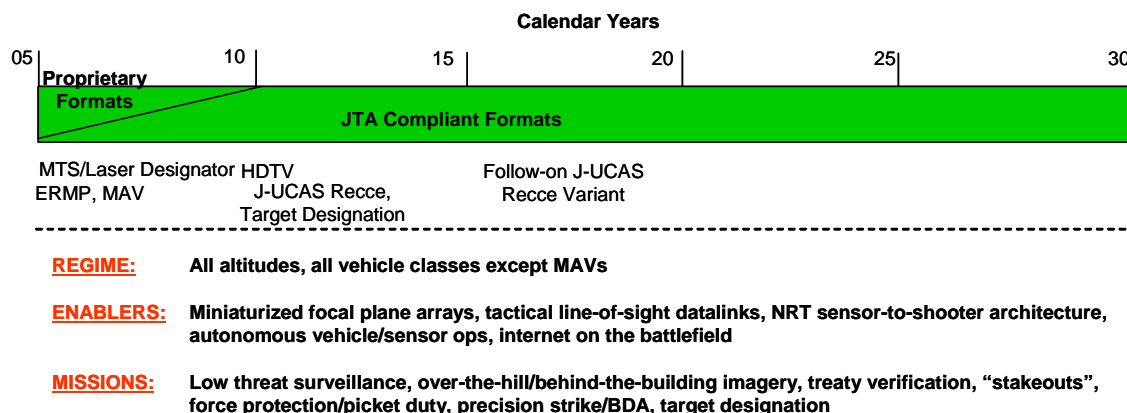 Calendar Years
05 10 15 20 25 30
Proprietary
Formats
JTA Compliant Formats
MTS/Laser Designator HDTV Follow-on J-UCAS
ERMP, MAV J-UCAS Recce, Recce Variant
Target Designation
REGIME: All altitudes, all vehicle classes except MAVs
ENABLERS: Miniaturized focal plane arrays, tactical line-of-sight datalinks, NRT sensor-to-shooter architecture,
autonomous vehicle/sensor ops, internet on the battlefield
MISSIONS: Low threat surveillance, over-the-hill/behind-the-building imagery, treaty verification, “stakeouts”,
force protection/picket duty, precision strike/BDA, target designation